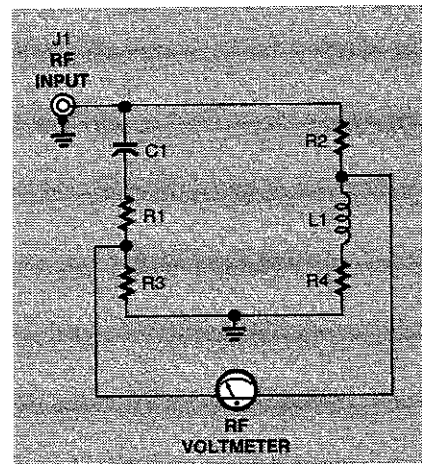 J1
RF
INPUT
C1
R2
R1
L1
R3
R4
RF
VOLTMETER